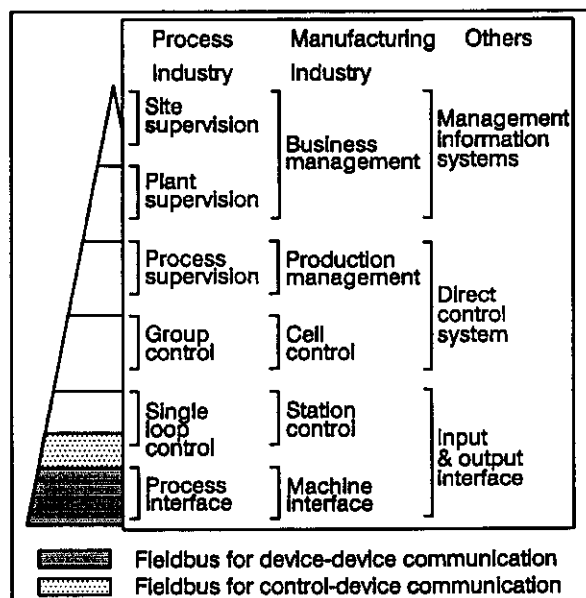 Process Manufacturing Others
Industry Industry
Site
supervision
Business
management
Management
information
systems
Plant
supervision
Process
supervision
Production
management
Direct
control
system
Group
control
Cell
control
Single
loop
control
Station
control
Input
& output
interface
Process
interface
Machine
interface
Fieldbus for device-device communication
Fieldbus for control-device communication